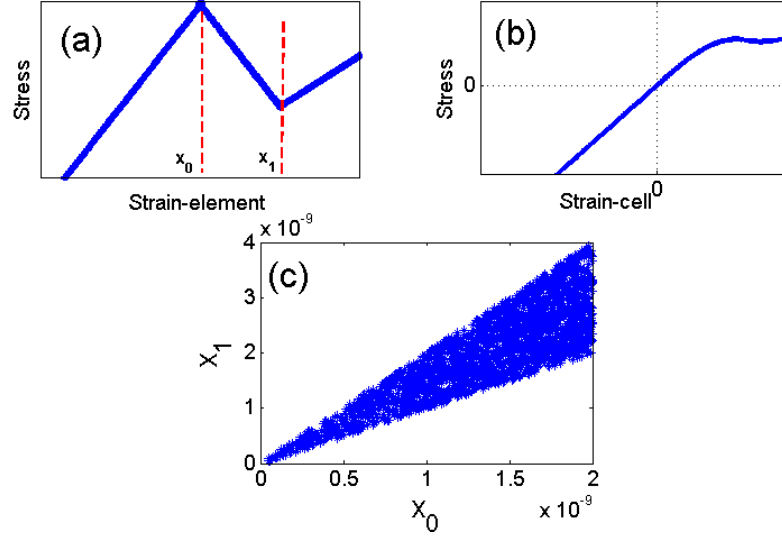 (a)
Stress
x0
x1
Strain-element
(b)
Stress
0
0
Strain-cell
(c)
x 10^-9
4
3
2
1
0
X1
0
0.5
1
1.5
2
X0
x 10^-9